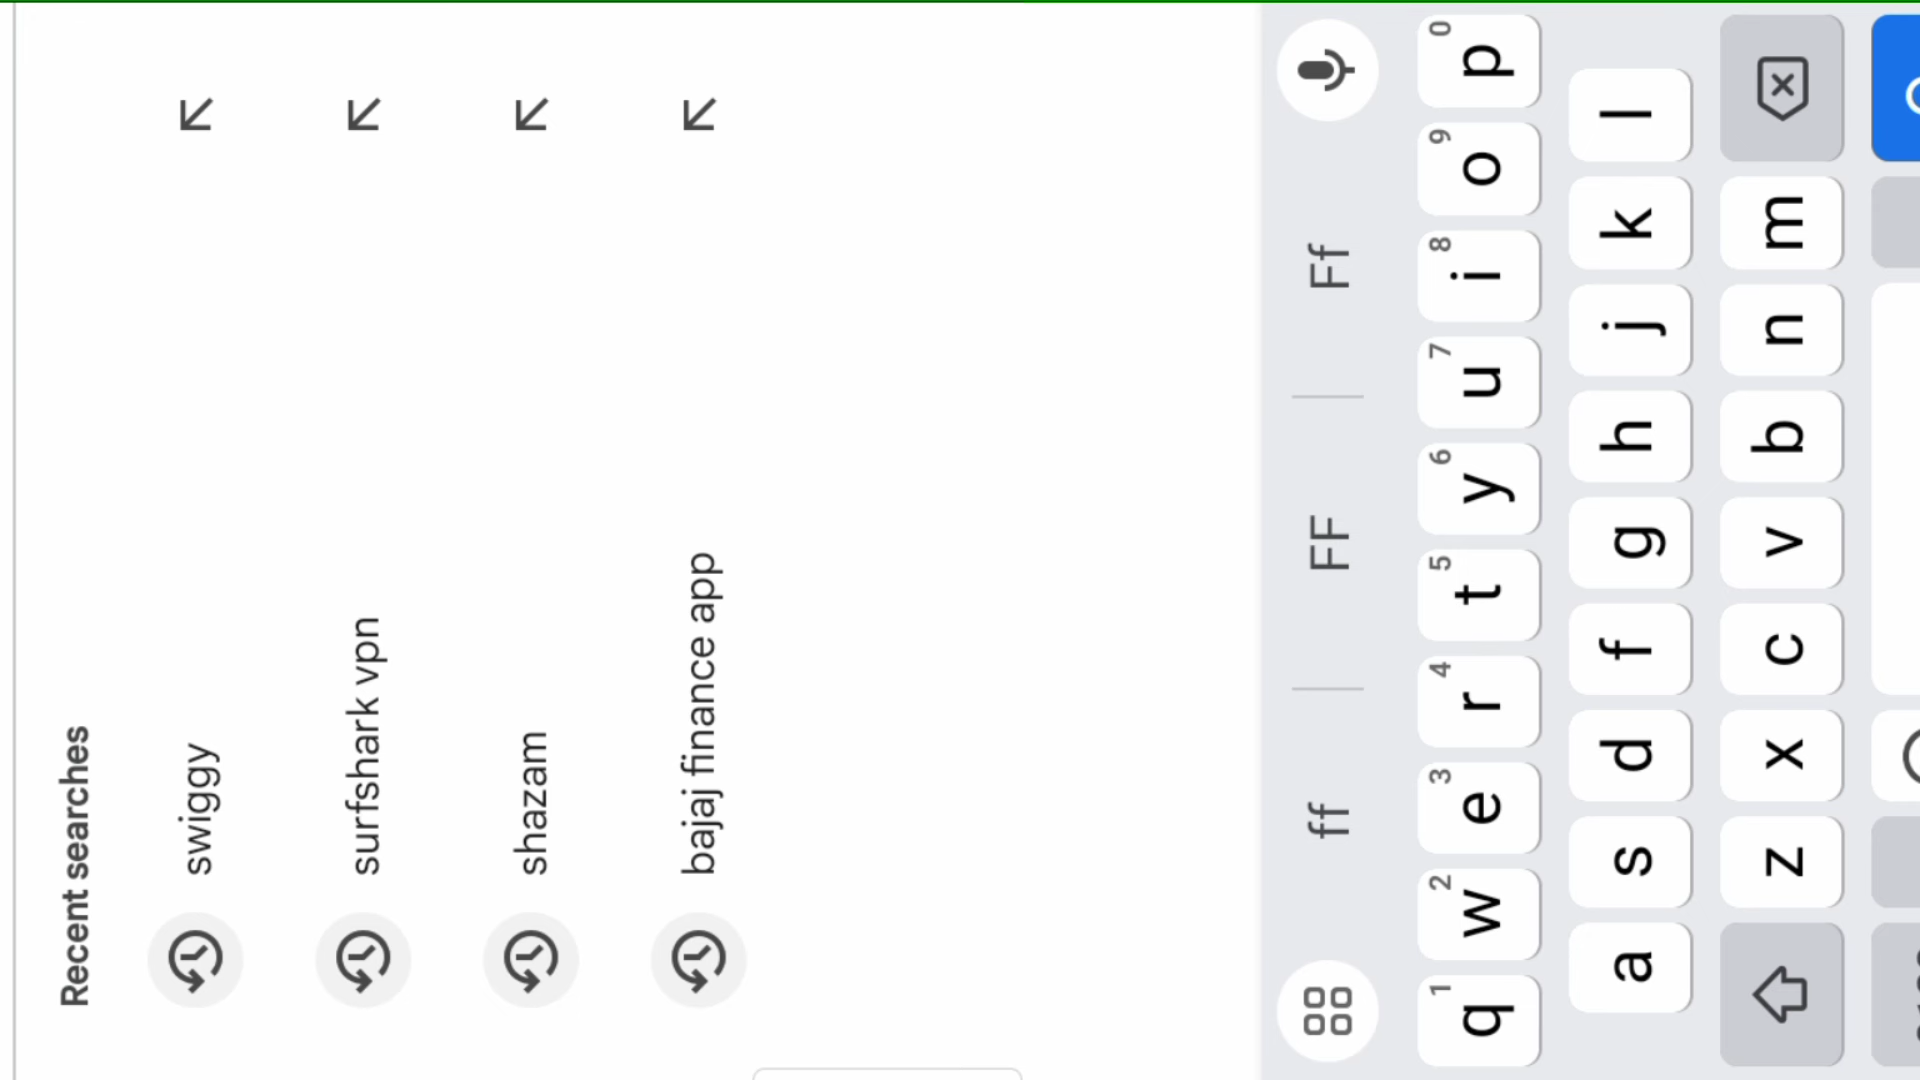 Recent searches
swiggy
surfshark vpn
shazam
bajaj finance app
ff FF Ff
q 1 w 2 e 3 r 4 t 5 y 6 u 7 i 8 o 9 p 0
a s d f g h j k l
z x c v b n m